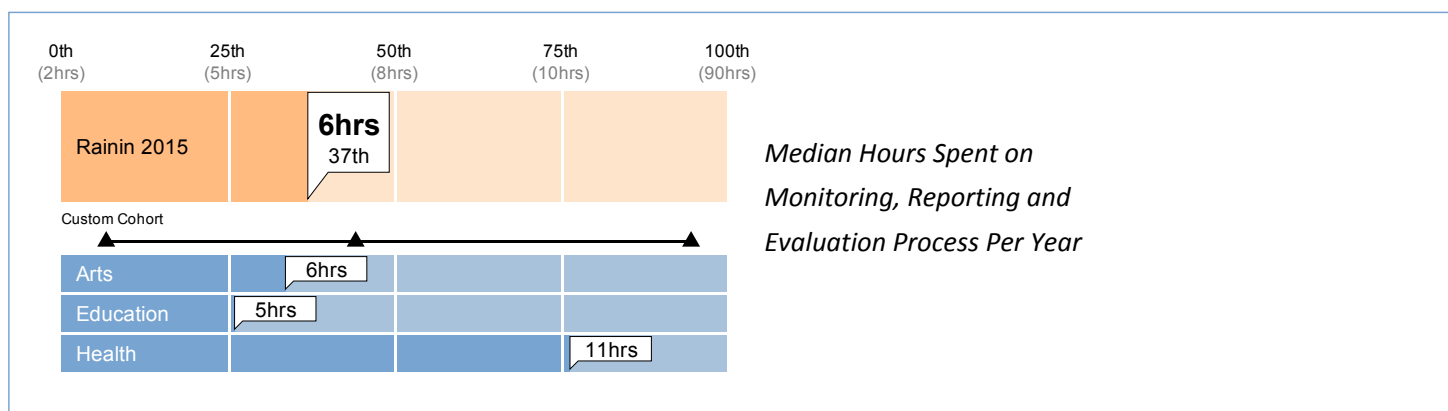 0th 25th 50th 75th 100th
(2hrs) (5hrs) (8hrs) (10hrs) (90hrs)
6hrs
Rainin 2015
37th
Custom Cohort
Arts 6hrs
Education 5hrs
Health 11hrs
Median Hours Spent on
Monitoring, Reporting and
Evaluation Process Per Year